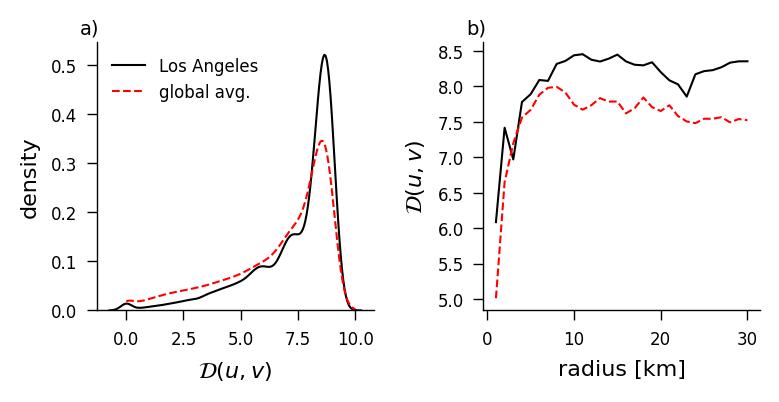 a)
Los Angeles
global avg.
density
0.5
0.4
0.3
0.2
0.1
0.0
0.0 2.5 5.0 7.5 10.0
𝒟(u, v)
b)
𝒟(u, v)
8.5
8.0
7.5
7.0
6.5
6.0
5.5
5.0
0 10 20 30
radius [km]